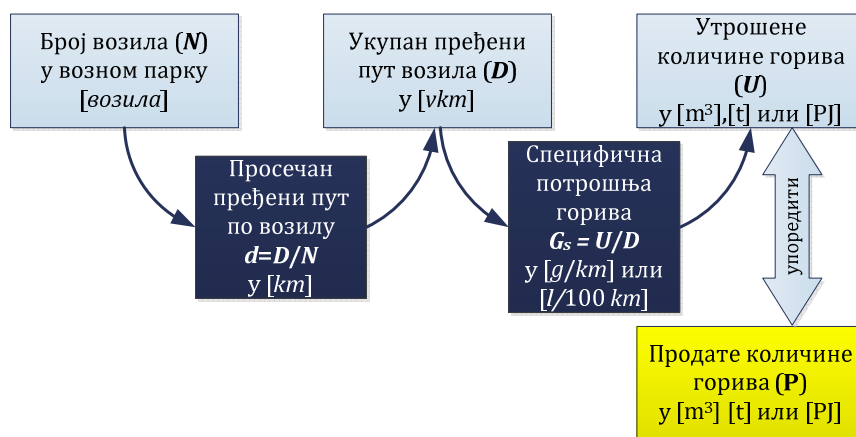 Број возила (N)
у возном парку
[возила]
Укупан пређени
пут возила (D)
у [vkm]
Утрошене
количине горива
(U)
у [m³],[t] или [PJ]
Просечан
пређени пут
по возилу
d=D/N
у [km]
Специфична
потрошња
горива
Gs = U/D
у [g/km] или
[l/100 km]
упоредити
Продате количине
горива (P)
у [m³] [t] или [PJ]